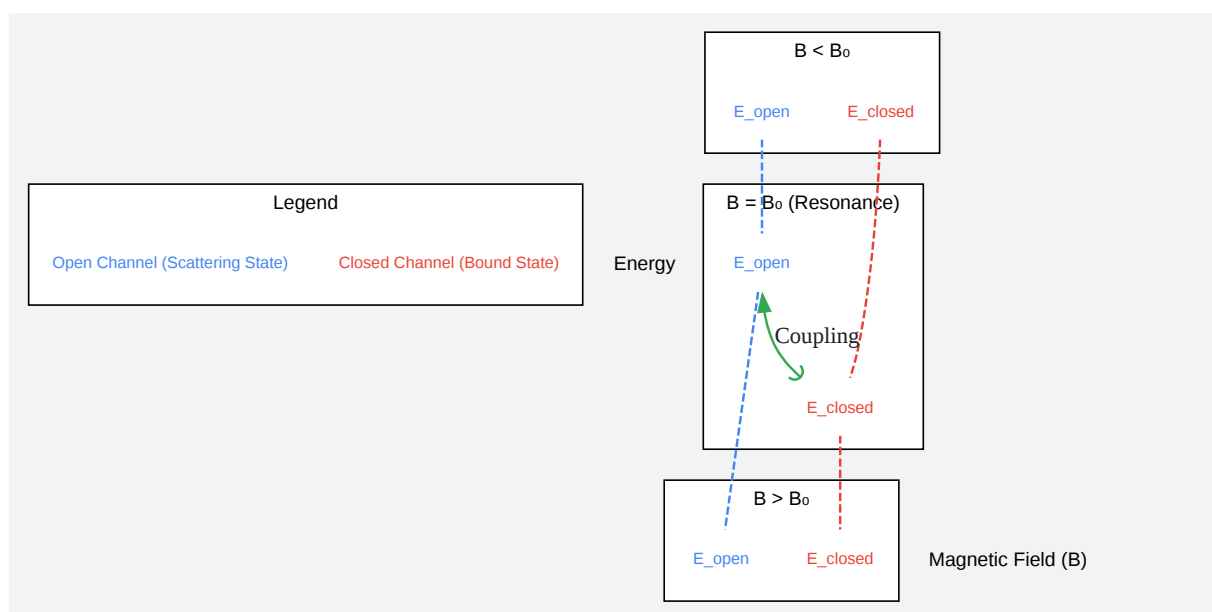 B < B₀
E_open
E_closed
Legend
Open Channel (Scattering State)
Closed Channel (Bound State)
Energy
B = B₀ (Resonance)
E_open
Coupling
E_closed
B > B₀
E_open
E_closed
Magnetic Field (B)